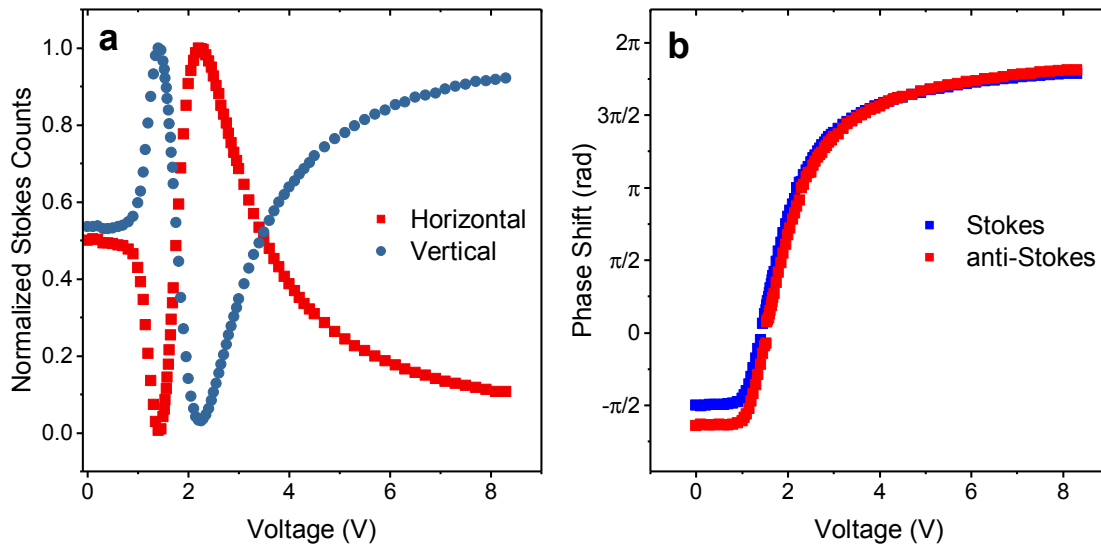 a
1.0
0.8
0.6
0.4
0.2
0.0
Normalized Stokes Counts
Horizontal
Vertical
0 2 4 6 8
Voltage (V)
b
2π
3π/2
π
π/2
0
-π/2
Phase Shift (rad)
Stokes
anti-Stokes
0 2 4 6 8
Voltage (V)